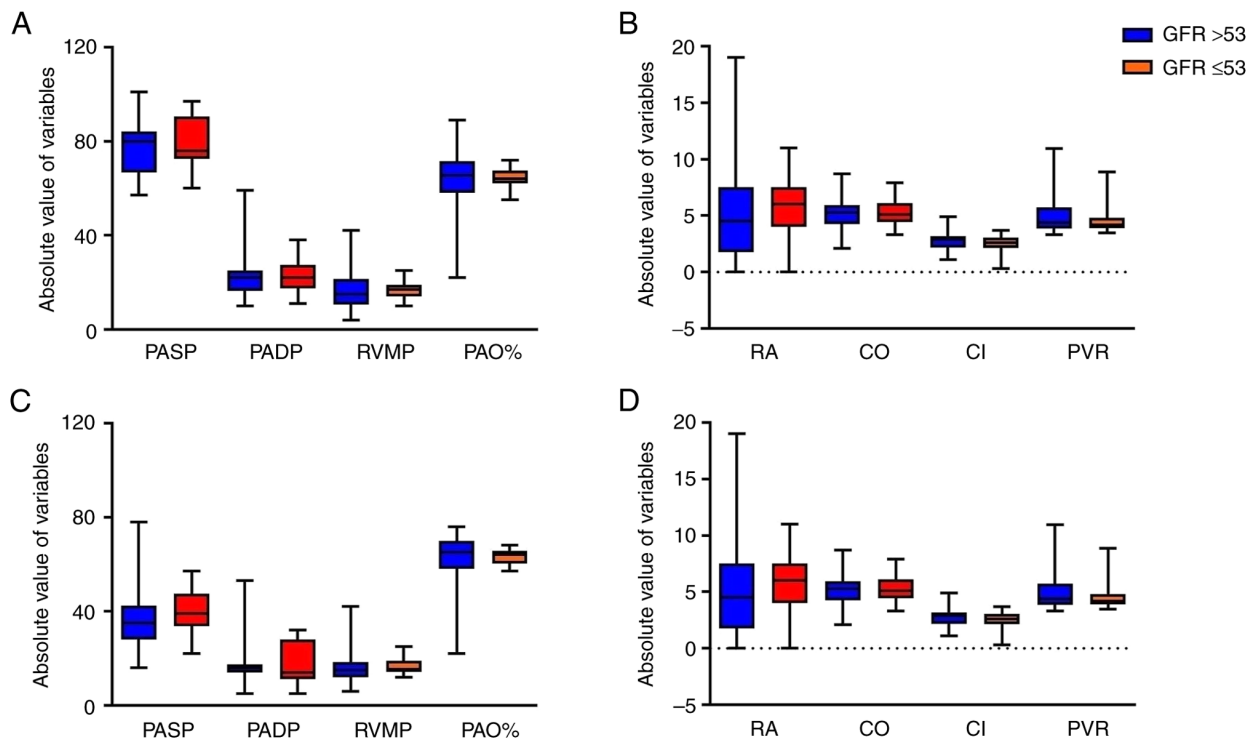 A
Absolute value of variables
120
80
40
0
PASP PADP RVMP PAO%
B
Absolute value of variables
20
15
10
5
0
–5
RA CO CI PVR
GFR >53
GFR ≤53
C
Absolute value of variables
120
80
40
0
PASP PADP RVMP PAO%
D
Absolute value of variables
20
15
10
5
0
–5
RA CO CI PVR